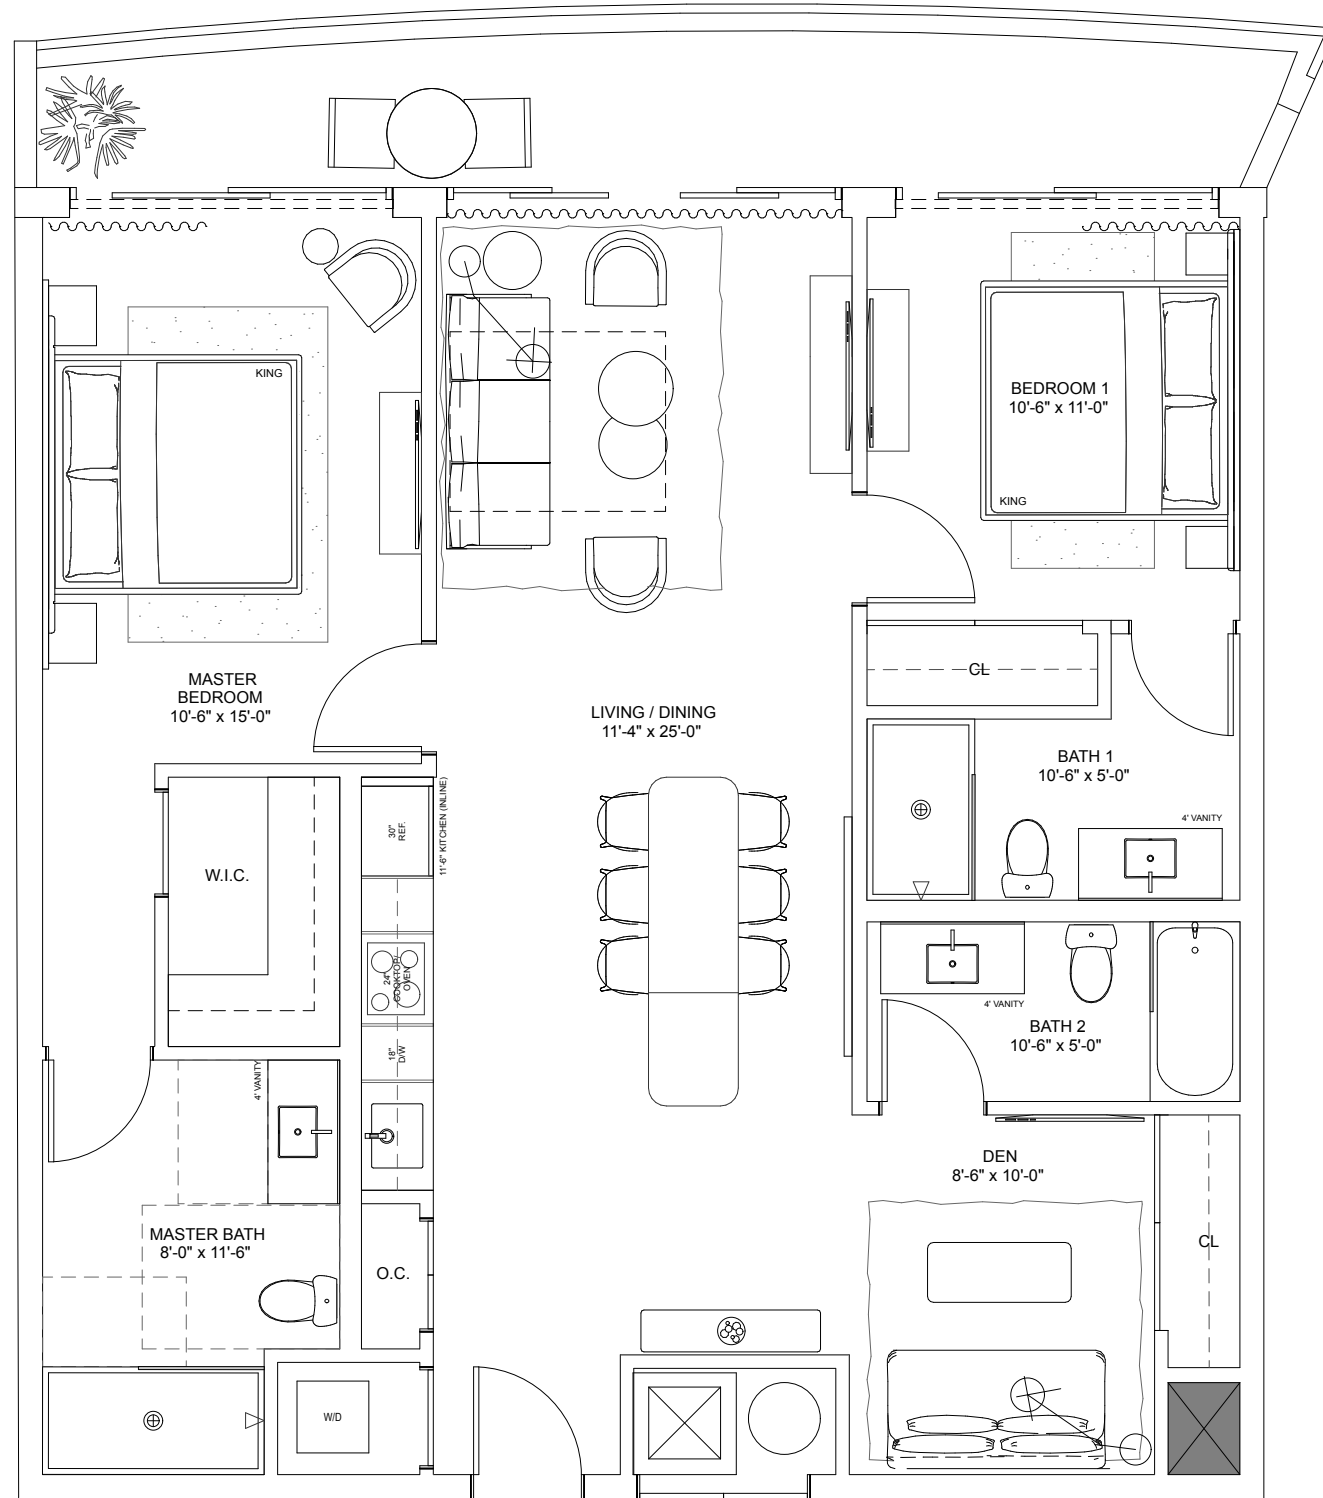 KING
BEDROOM 1
10'-6" x 11'-0"
KING
MASTER
BEDROOM
10'-6" x 15'-0"
CL
LIVING / DINING
11'-4" x 25'-0"
BATH 1
10'-6" x 5'-0"
4' VANITY
11'-6" KITCHEN (INLINE)
30"
REF.
W.I.C.
24"
COOKTOP/
OVEN
4' VANITY
BATH 2
10'-6" x 5'-0"
18"
D/W
4' VANITY
DEN
8'-6" x 10'-0"
MASTER BATH
8'-0" x 11'-6"
CL
O.C.
W/D